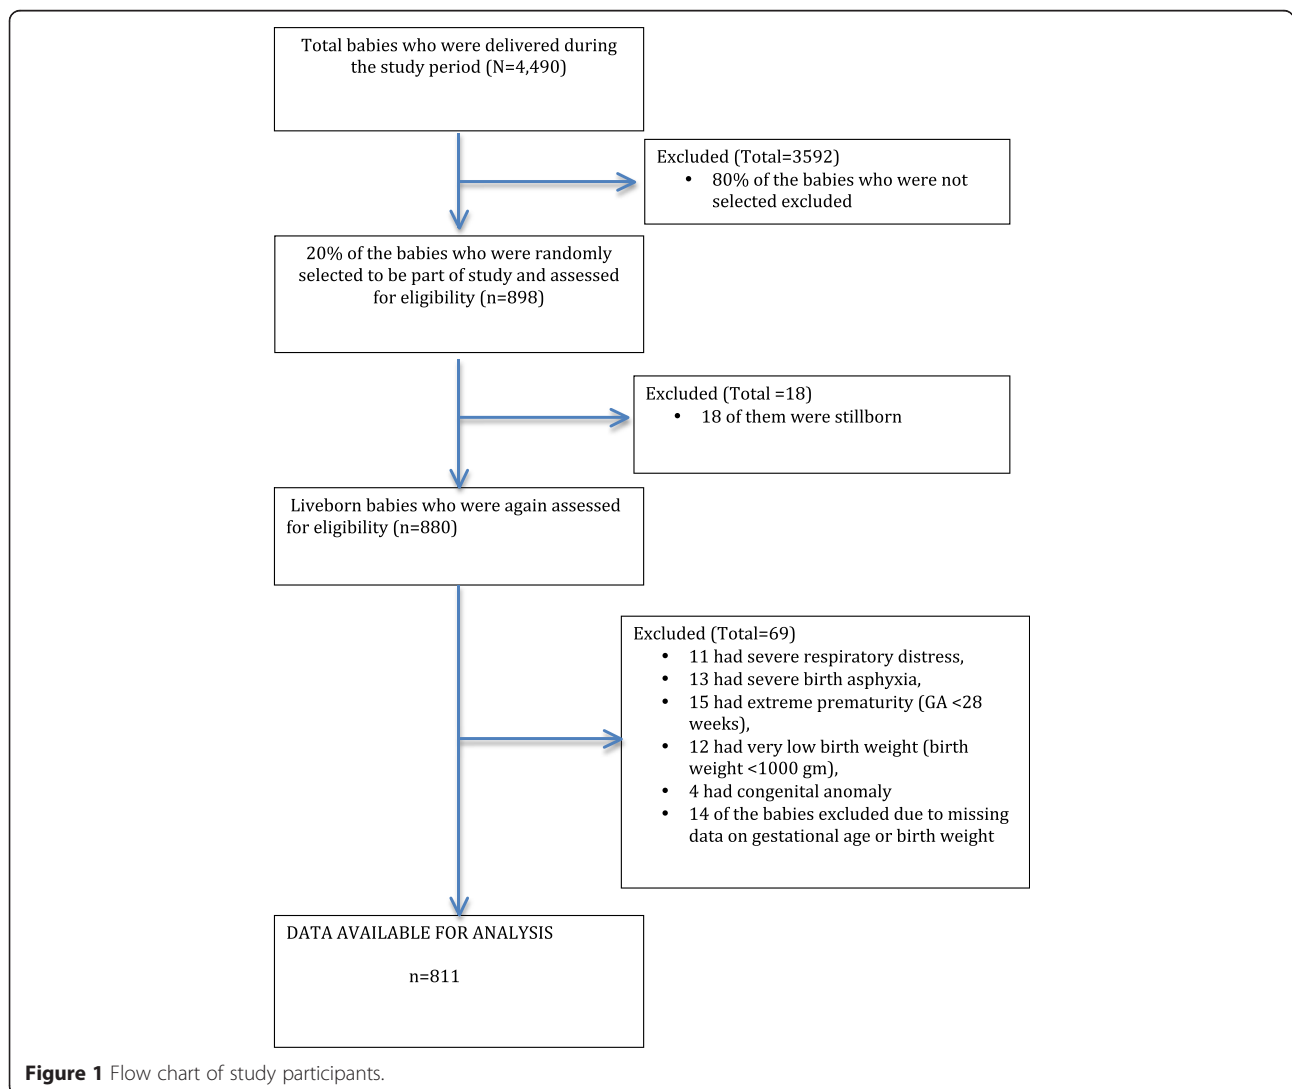 Total babies who were delivered during
the study period (N=4,490)
Excluded (Total=3592)
• 80% of the babies who were not
selected excluded
20% of the babies who were randomly
selected to be part of study and assessed
for eligibility (n=898)
Excluded (Total =18)
• 18 of them were stillborn
Liveborn babies who were again assessed
for eligibility (n=880)
Excluded (Total=69)
• 11 had severe respiratory distress,
• 13 had severe birth asphyxia,
• 15 had extreme prematurity (GA <28
weeks),
• 12 had very low birth weight (birth
weight <1000 gm),
• 4 had congenital anomaly
• 14 of the babies excluded due to missing
data on gestational age or birth weight
DATA AVAILABLE FOR ANALYSIS
n=811
Figure 1 Flow chart of study participants.